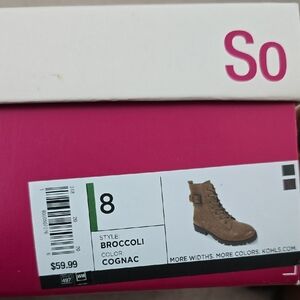 So
8
STYLE
BROCCOLI
COLOR
COGNAC
$59.99
MORE WIDTHS. MORE COLORS. KOHLS.COM